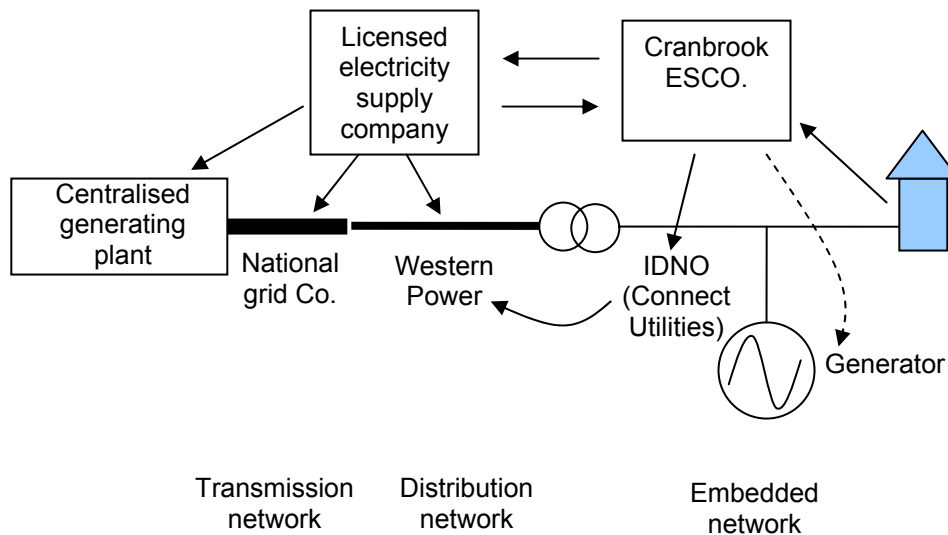 Licensed
electricity
supply
company
Cranbrook
ESCO.
Centralised
generating
plant
National
grid Co.
Western
Power
IDNO
(Connect
Utilities)
Generator
Transmission
network
Distribution
network
Embedded
network